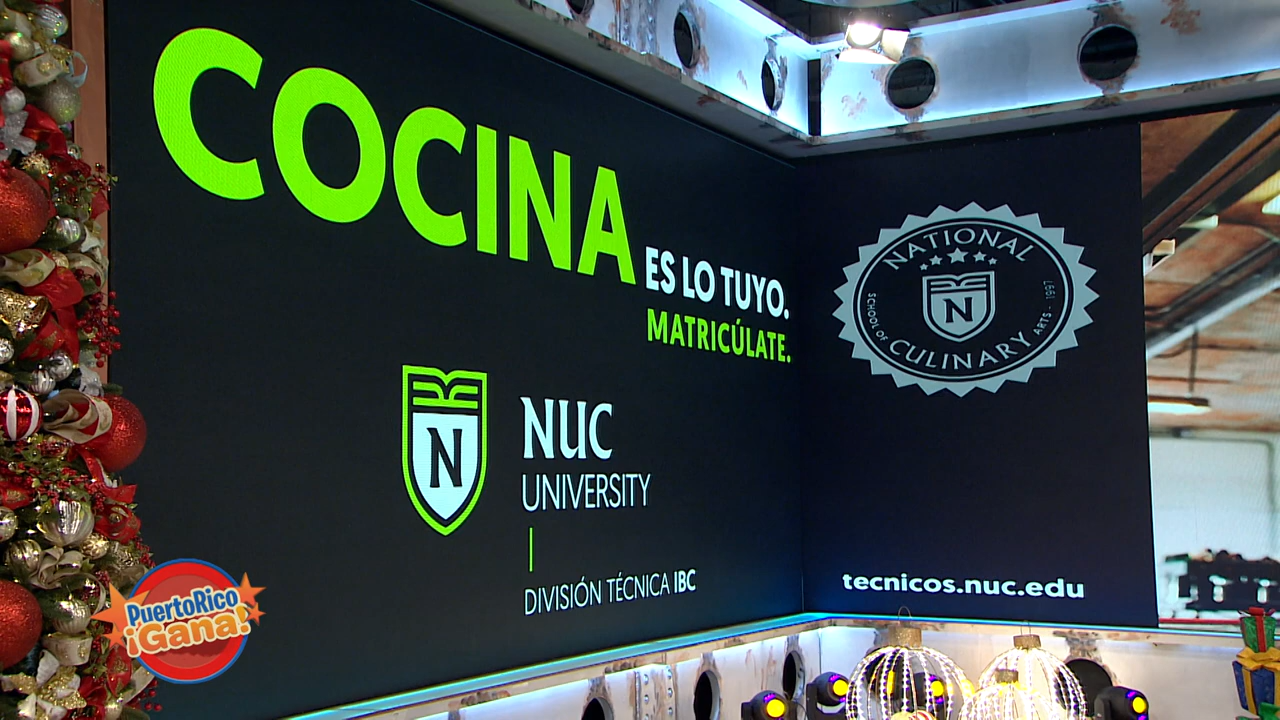 COCINA
ES LO TUYO.
MATRICÚLATE.
N
NUC
UNIVERSITY
DIVISIÓN TÉCNICA IBC
NATIONAL
SCHOOL OF
N
CULINARY
ARTS · 1997
tecnicos.nuc.edu
PuertoRico
¡Gana!